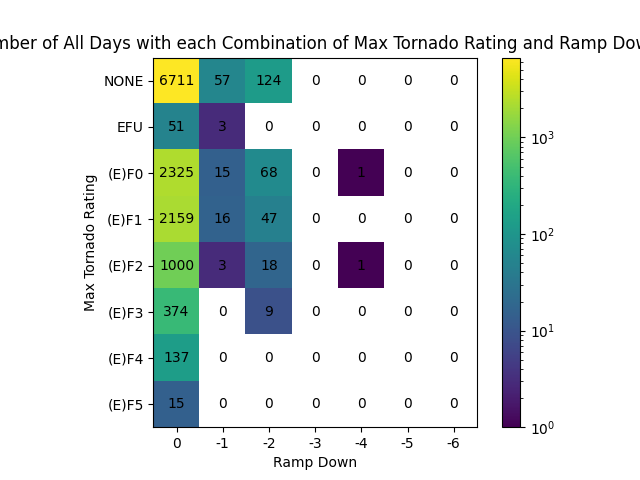 mber of All Days with each Combination of Max Tornado Rating and Ramp Dow
NONE 6711 57 124 0 0 0 0
EFU 51 3 0 0 0 0 0
(E)F0 2325 15 68 0 1 0 0
(E)F1 2159 16 47 0 0 0 0
(E)F2 1000 3 18 0 1 0 0
(E)F3 374 0 9 0 0 0 0
(E)F4 137 0 0 0 0 0 0
(E)F5 15 0 0 0 0 0 0
0 -1 -2 -3 -4 -5 -6
Ramp Down
Max Tornado Rating
10³
10²
10¹
10⁰